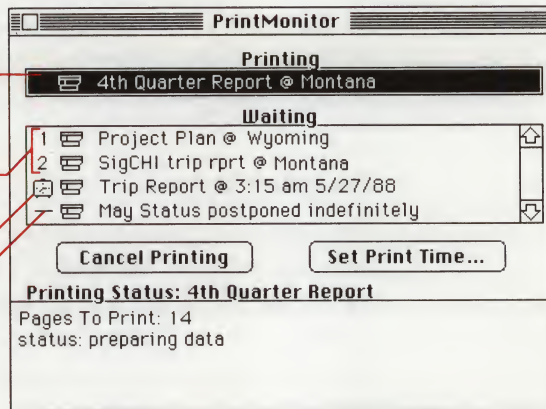 PrintMonitor
Printing
4th Quarter Report @ Montana
Waiting
1 Project Plan @ Wyoming
2 SigCHI trip rprt @ Montana
Trip Report @ 3:15 am 5/27/88
— May Status postponed indefinitely
Cancel Printing
Set Print Time...
Printing Status: 4th Quarter Report
Pages To Print: 14
status: preparing data